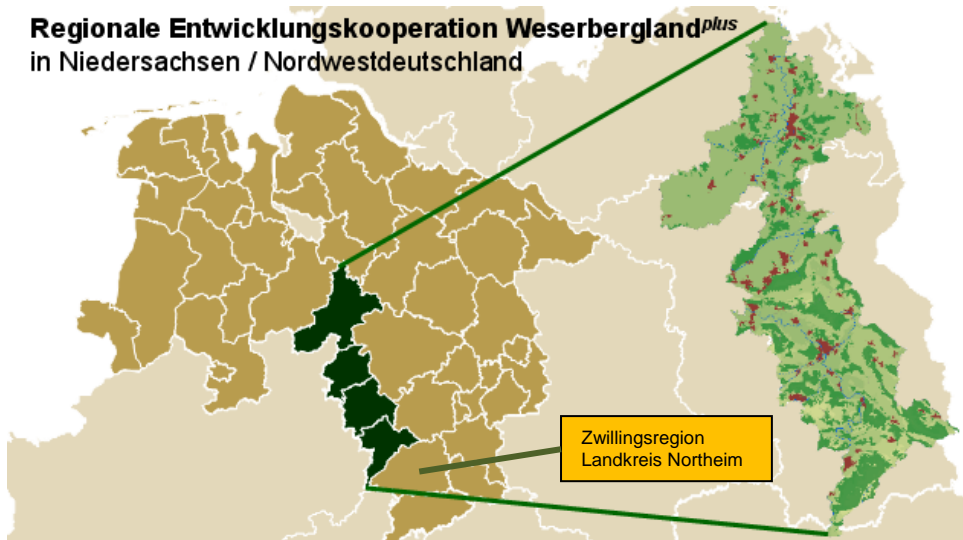 Regionale Entwicklungskooperation Weserberglandplus
in Niedersachsen / Nordwestdeutschland
Zwillingsregion
Landkreis Northeim